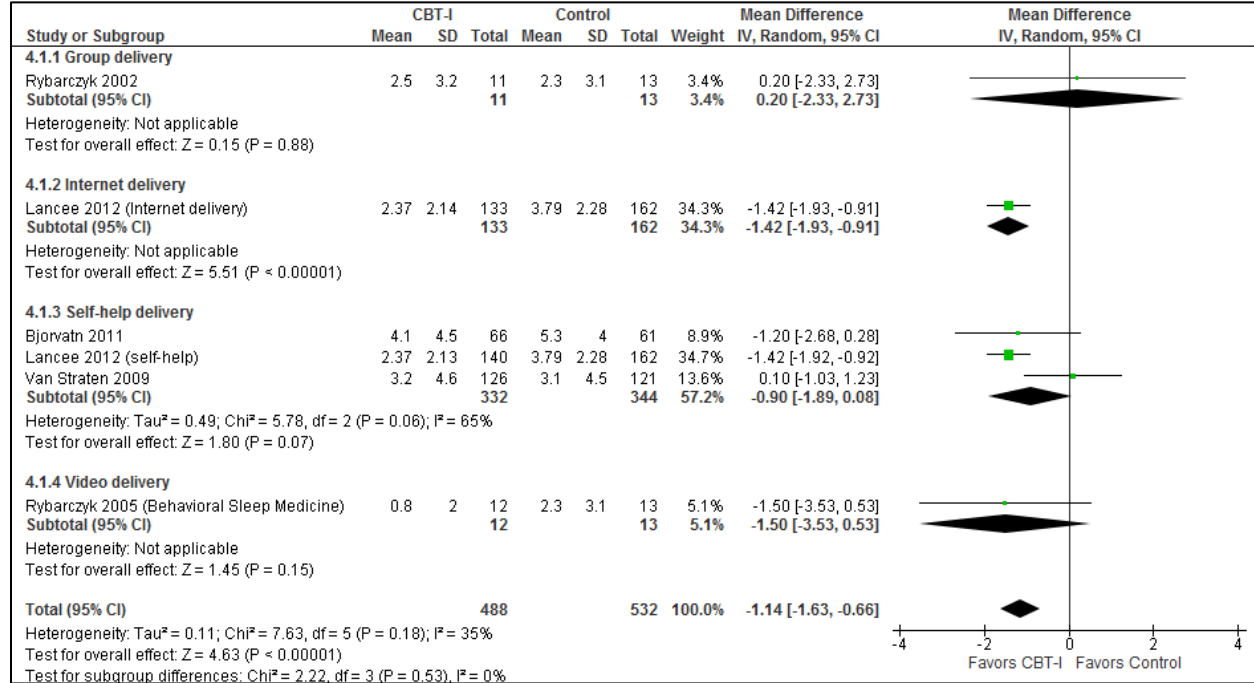 CBT-I Control Mean Difference Mean Difference
Study or Subgroup Mean SD Total Mean SD Total Weight IV, Random, 95% CI IV, Random, 95% CI
4.1.1 Group delivery
Rybarczyk 2002 2.5 3.2 11 2.3 3.1 13 3.4% 0.20 [-2.33, 2.73]
Subtotal (95% CI) 11 13 3.4% 0.20 [-2.33, 2.73]
Heterogeneity: Not applicable
Test for overall effect: Z = 0.15 (P = 0.88)
4.1.2 Internet delivery
Lancee 2012 (Internet delivery) 2.37 2.14 133 3.79 2.28 162 34.3% -1.42 [-1.93, -0.91]
Subtotal (95% CI) 133 162 34.3% -1.42 [-1.93, -0.91]
Heterogeneity: Not applicable
Test for overall effect: Z = 5.51 (P < 0.00001)
4.1.3 Self-help delivery
Bjorvatn 2011 4.1 4.5 66 5.3 4 61 8.9% -1.20 [-2.68, 0.28]
Lancee 2012 (self-help) 2.37 2.13 140 3.79 2.28 162 34.7% -1.42 [-1.92, -0.92]
Van Straten 2009 3.2 4.6 126 3.1 4.5 121 13.6% 0.10 [-1.03, 1.23]
Subtotal (95% CI) 332 344 57.2% -0.90 [-1.89, 0.08]
Heterogeneity: Tau² = 0.49; Chi² = 5.78, df = 2 (P = 0.06); I² = 65%
Test for overall effect: Z = 1.80 (P = 0.07)
4.1.4 Video delivery
Rybarczyk 2005 (Behavioral Sleep Medicine) 0.8 2 12 2.3 3.1 13 5.1% -1.50 [-3.53, 0.53]
Subtotal (95% CI) 12 13 5.1% -1.50 [-3.53, 0.53]
Heterogeneity: Not applicable
Test for overall effect: Z = 1.45 (P = 0.15)
Total (95% CI) 488 532 100.0% -1.14 [-1.63, -0.66]
Heterogeneity: Tau² = 0.11; Chi² = 7.63, df = 5 (P = 0.18); I² = 35%
Test for overall effect: Z = 4.63 (P < 0.00001)
Test for subgroup differences: Chi² = 2.22, df = 3 (P = 0.53), I² = 0%
-4 -2 0 2 4
Favors CBT-I Favors Control